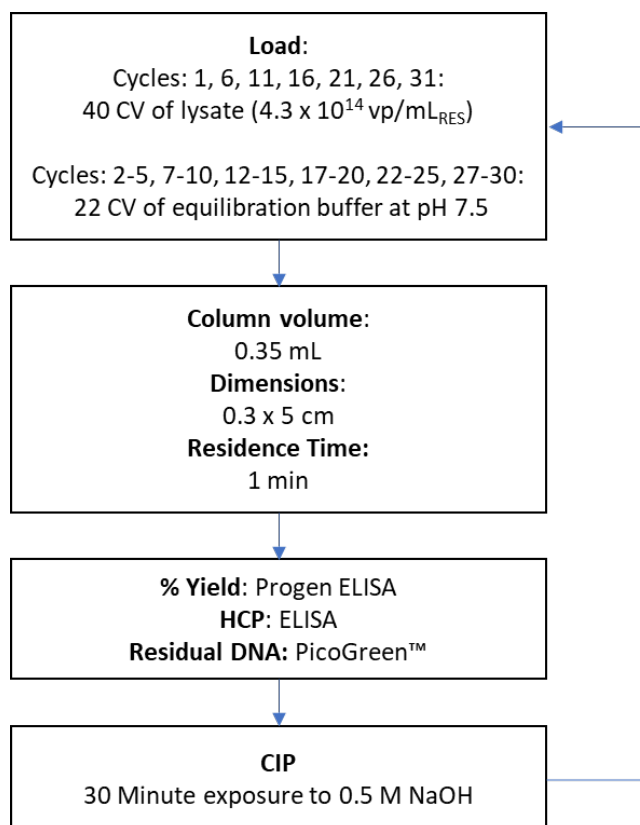 Load:
Cycles: 1, 6, 11, 16, 21, 26, 31:
40 CV of lysate (4.3 x 10¹⁴ vp/mL_RES)
Cycles: 2-5, 7-10, 12-15, 17-20, 22-25, 27-30:
22 CV of equilibration buffer at pH 7.5
Column volume:
0.35 mL
Dimensions:
0.3 x 5 cm
Residence Time:
1 min
% Yield: Progen ELISA
HCP: ELISA
Residual DNA: PicoGreen™
CIP
30 Minute exposure to 0.5 M NaOH